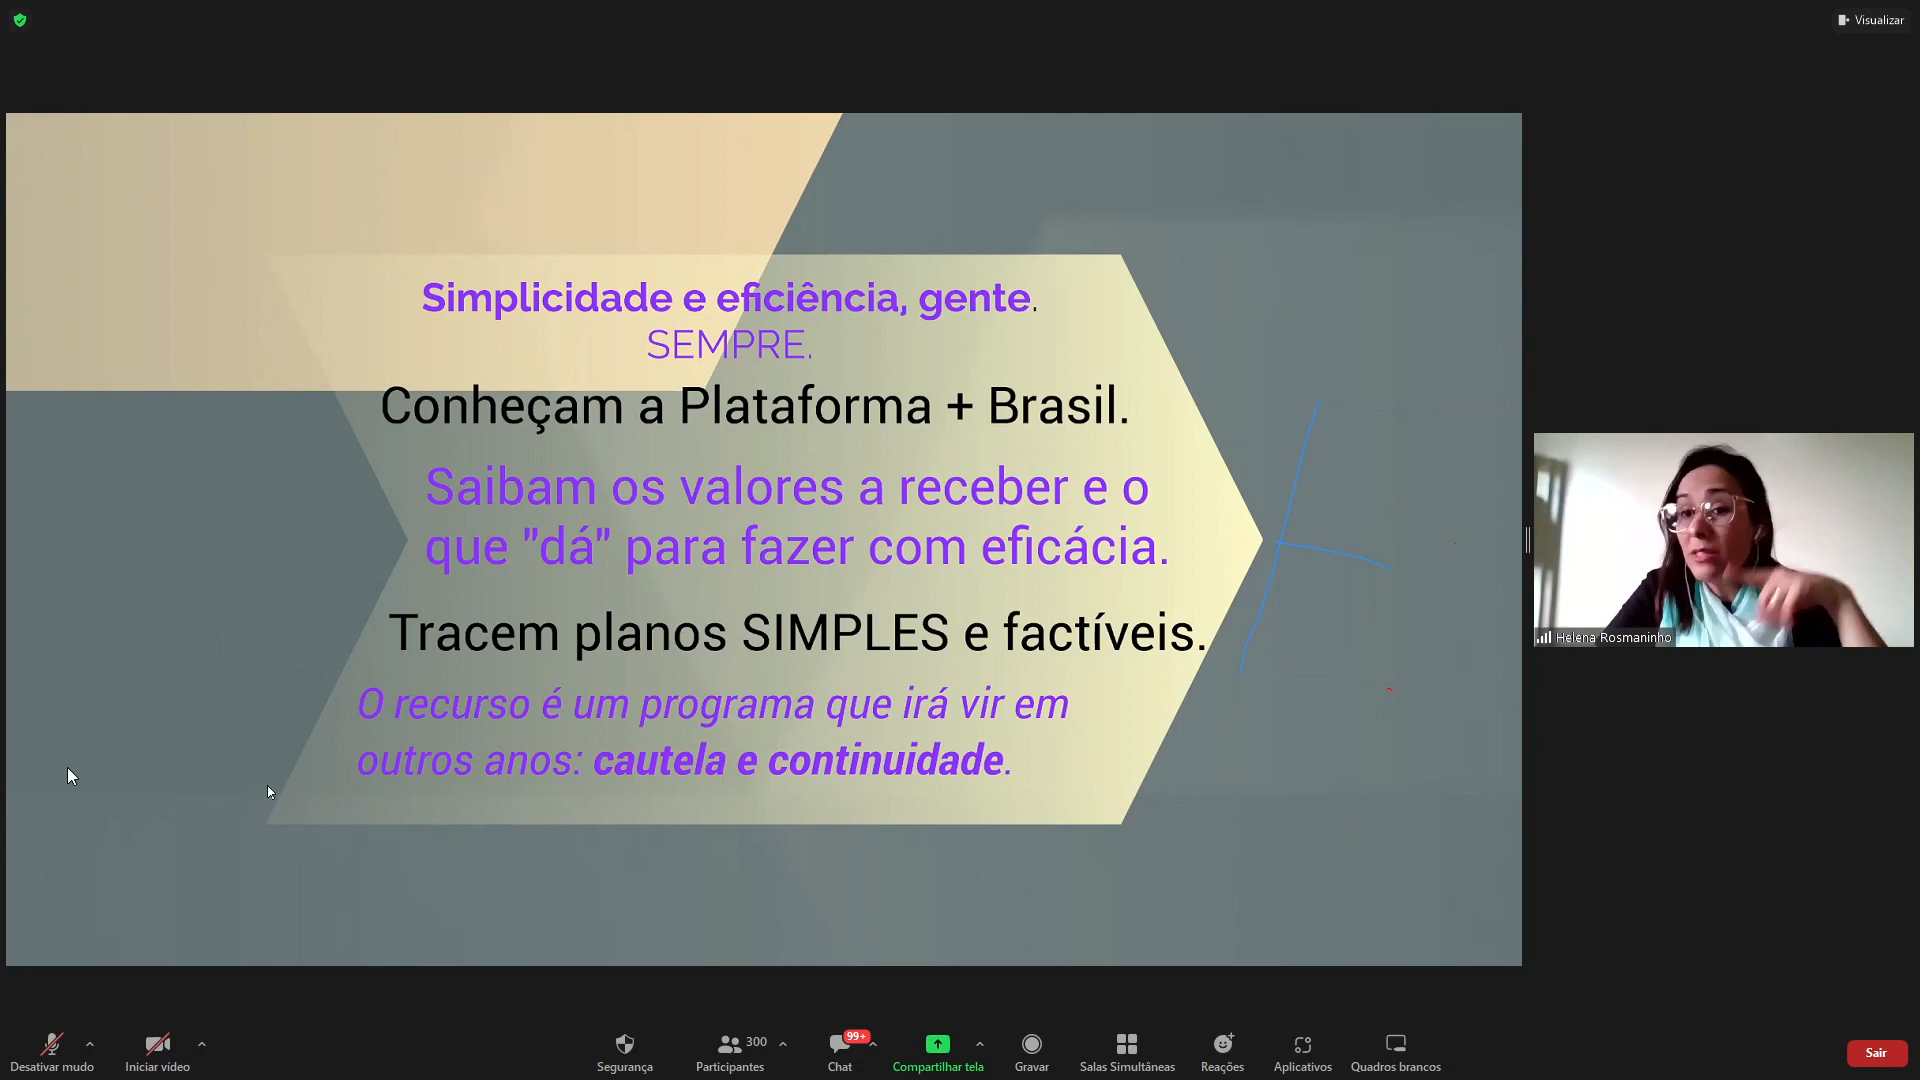 Visualizar
Simplicidade e eficiência, gente.
SEMPRE.
Conheçam a Plataforma + Brasil.
Saibam os valores a receber e o
que "dá" para fazer com eficácia.
Tracem planos SIMPLES e factíveis.
O recurso é um programa que irá vir em
outros anos: cautela e continuidade.
Helena Rosmaninho
Desativar mudo
Iniciar vídeo
Segurança
300
Participantes
99+
Chat
Compartilhar tela
Gravar
Salas Simultâneas
Reações
Aplicativos
Quadros brancos
Sair